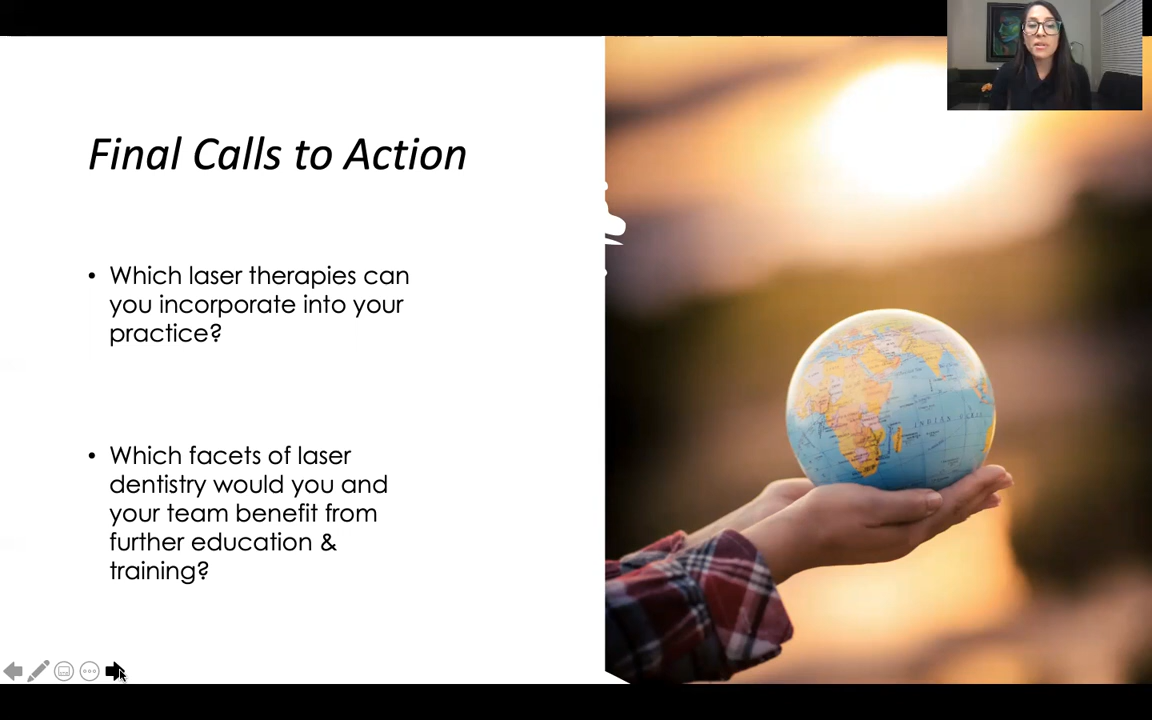 Final Calls to Action
• Which laser therapies can
you incorporate into your
practice?
• Which facets of laser
dentistry would you and
your team benefit from
further education &
training?